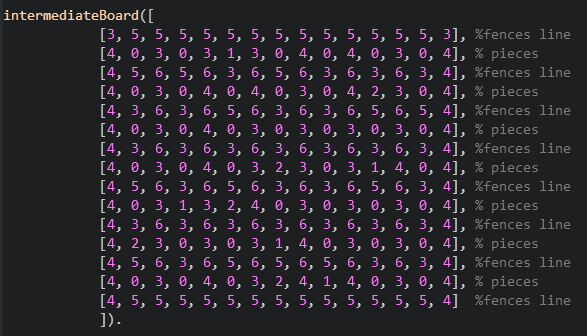 intermediateBoard([
[3, 5, 5, 5, 5, 5, 5, 5, 5, 5, 5, 5, 5, 5, 3], %fences line
[4, 0, 3, 0, 3, 1, 3, 0, 4, 0, 4, 0, 3, 0, 4], % pieces
[4, 5, 6, 5, 6, 3, 6, 5, 6, 3, 6, 3, 6, 3, 4], %fences line
[4, 0, 3, 0, 4, 0, 4, 0, 3, 0, 4, 2, 3, 0, 4], % pieces
[4, 3, 6, 3, 6, 5, 6, 3, 6, 3, 6, 5, 6, 5, 4], %fences line
[4, 0, 3, 0, 4, 0, 3, 0, 3, 0, 3, 0, 3, 0, 4], % pieces
[4, 3, 6, 3, 6, 3, 6, 3, 6, 3, 6, 3, 6, 3, 4], %fences line
[4, 0, 3, 0, 4, 0, 3, 2, 3, 0, 3, 1, 4, 0, 4], % pieces
[4, 5, 6, 3, 6, 5, 6, 3, 6, 3, 6, 5, 6, 3, 4], %fences line
[4, 0, 3, 1, 3, 2, 4, 0, 3, 0, 3, 0, 3, 0, 4], % pieces
[4, 3, 6, 3, 6, 3, 6, 3, 6, 3, 6, 3, 6, 3, 4], %fences line
[4, 2, 3, 0, 3, 0, 3, 1, 4, 0, 3, 0, 3, 0, 4], % pieces
[4, 5, 6, 3, 6, 5, 6, 5, 6, 5, 6, 3, 6, 3, 4], %fences line
[4, 0, 3, 0, 4, 0, 3, 2, 4, 1, 4, 0, 3, 0, 4], % pieces
[4, 5, 5, 5, 5, 5, 5, 5, 5, 5, 5, 5, 5, 5, 4]  %fences line
]).